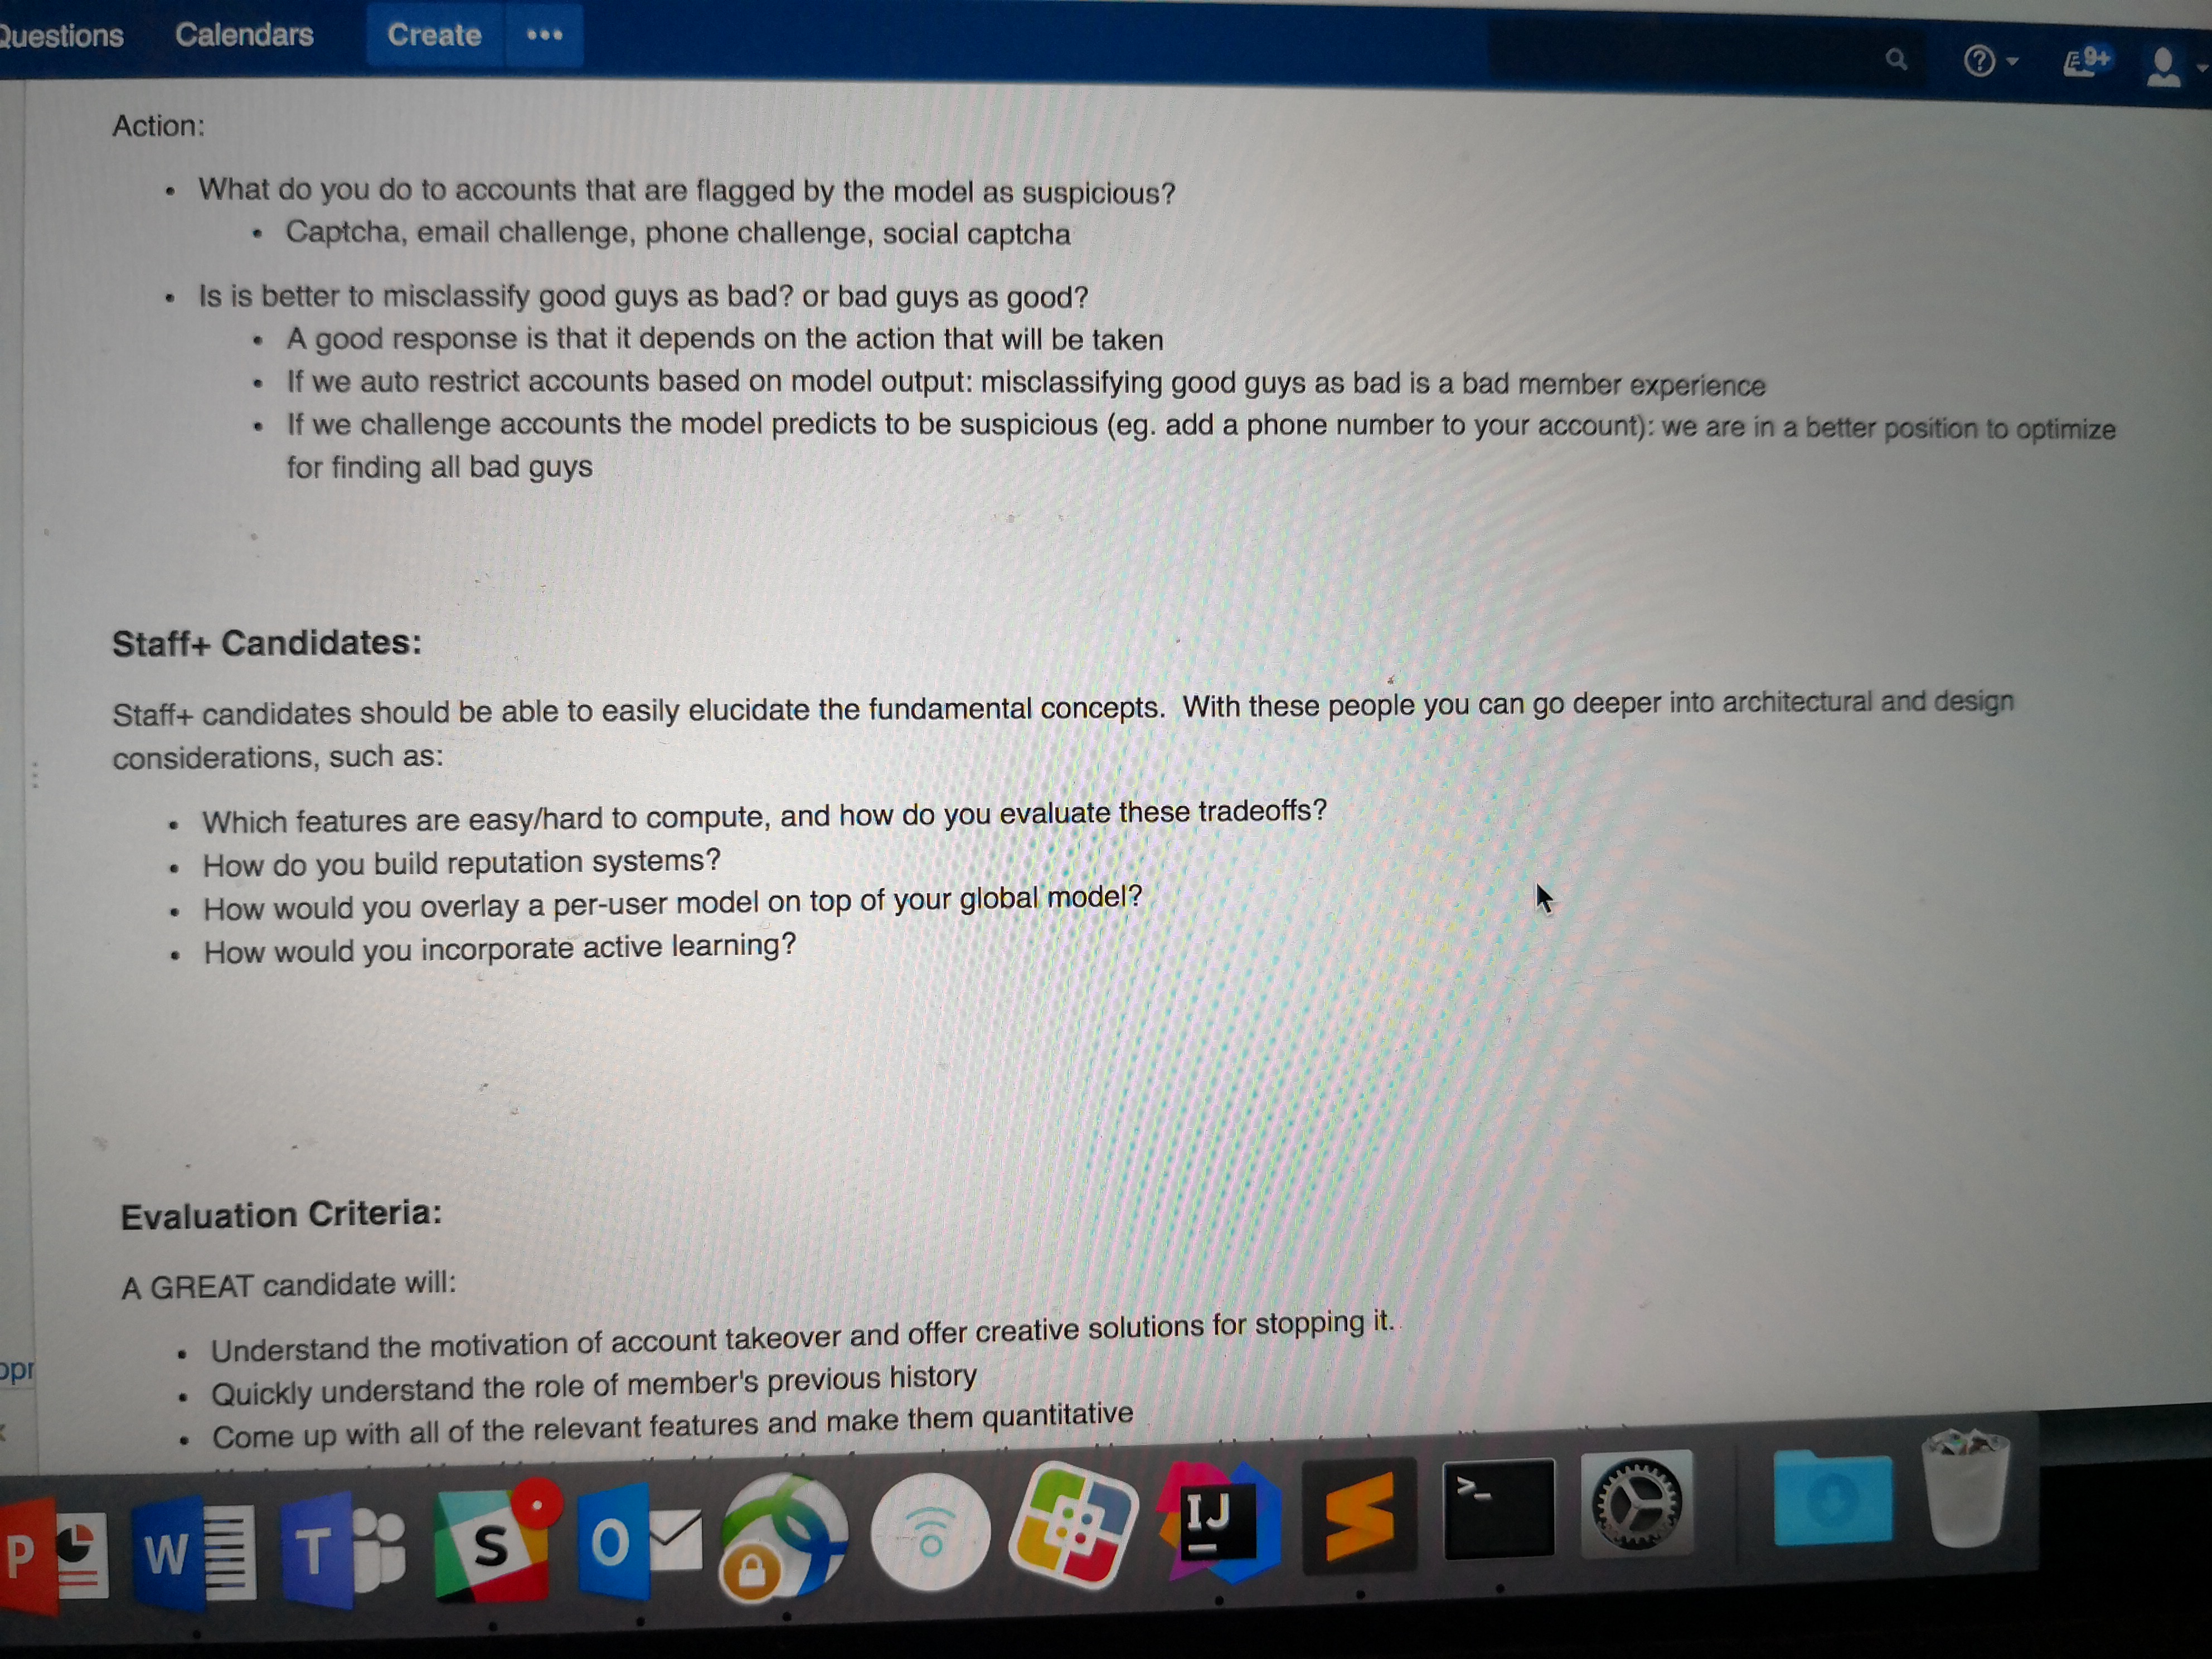 Questions Calendars Create •••
9+
Action:
• What do you do to accounts that are flagged by the model as suspicious?
• Captcha, email challenge, phone challenge, social captcha
• Is is better to misclassify good guys as bad? or bad guys as good?
• A good response is that it depends on the action that will be taken
• If we auto restrict accounts based on model output: misclassifying good guys as bad is a bad member experience
• If we challenge accounts the model predicts to be suspicious (eg. add a phone number to your account): we are in a better position to optimize
for finding all bad guys
Staff+ Candidates:
Staff+ candidates should be able to easily elucidate the fundamental concepts. With these people you can go deeper into architectural and design
considerations, such as:
• Which features are easy/hard to compute, and how do you evaluate these tradeoffs?
• How do you build reputation systems?
• How would you overlay a per-user model on top of your global model?
• How would you incorporate active learning?
Evaluation Criteria:
A GREAT candidate will:
• Understand the motivation of account takeover and offer creative solutions for stopping it.
• Quickly understand the role of member's previous history
• Come up with all of the relevant features and make them quantitative
P W T S O IJ >_